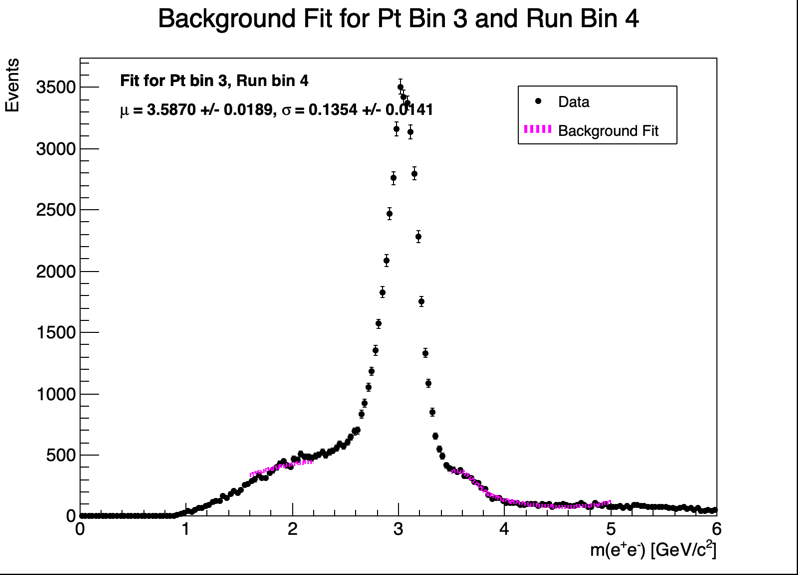 Background Fit for Pt Bin 3 and Run Bin 4
Events
Fit for Pt bin 3, Run bin 4
μ = 3.5870 +/- 0.0189, σ = 0.1354 +/- 0.0141
Data
Background Fit
3500
3000
2500
2000
1500
1000
500
0
0 1 2 3 4 5 6
m(e⁺e⁻) [GeV/c²]